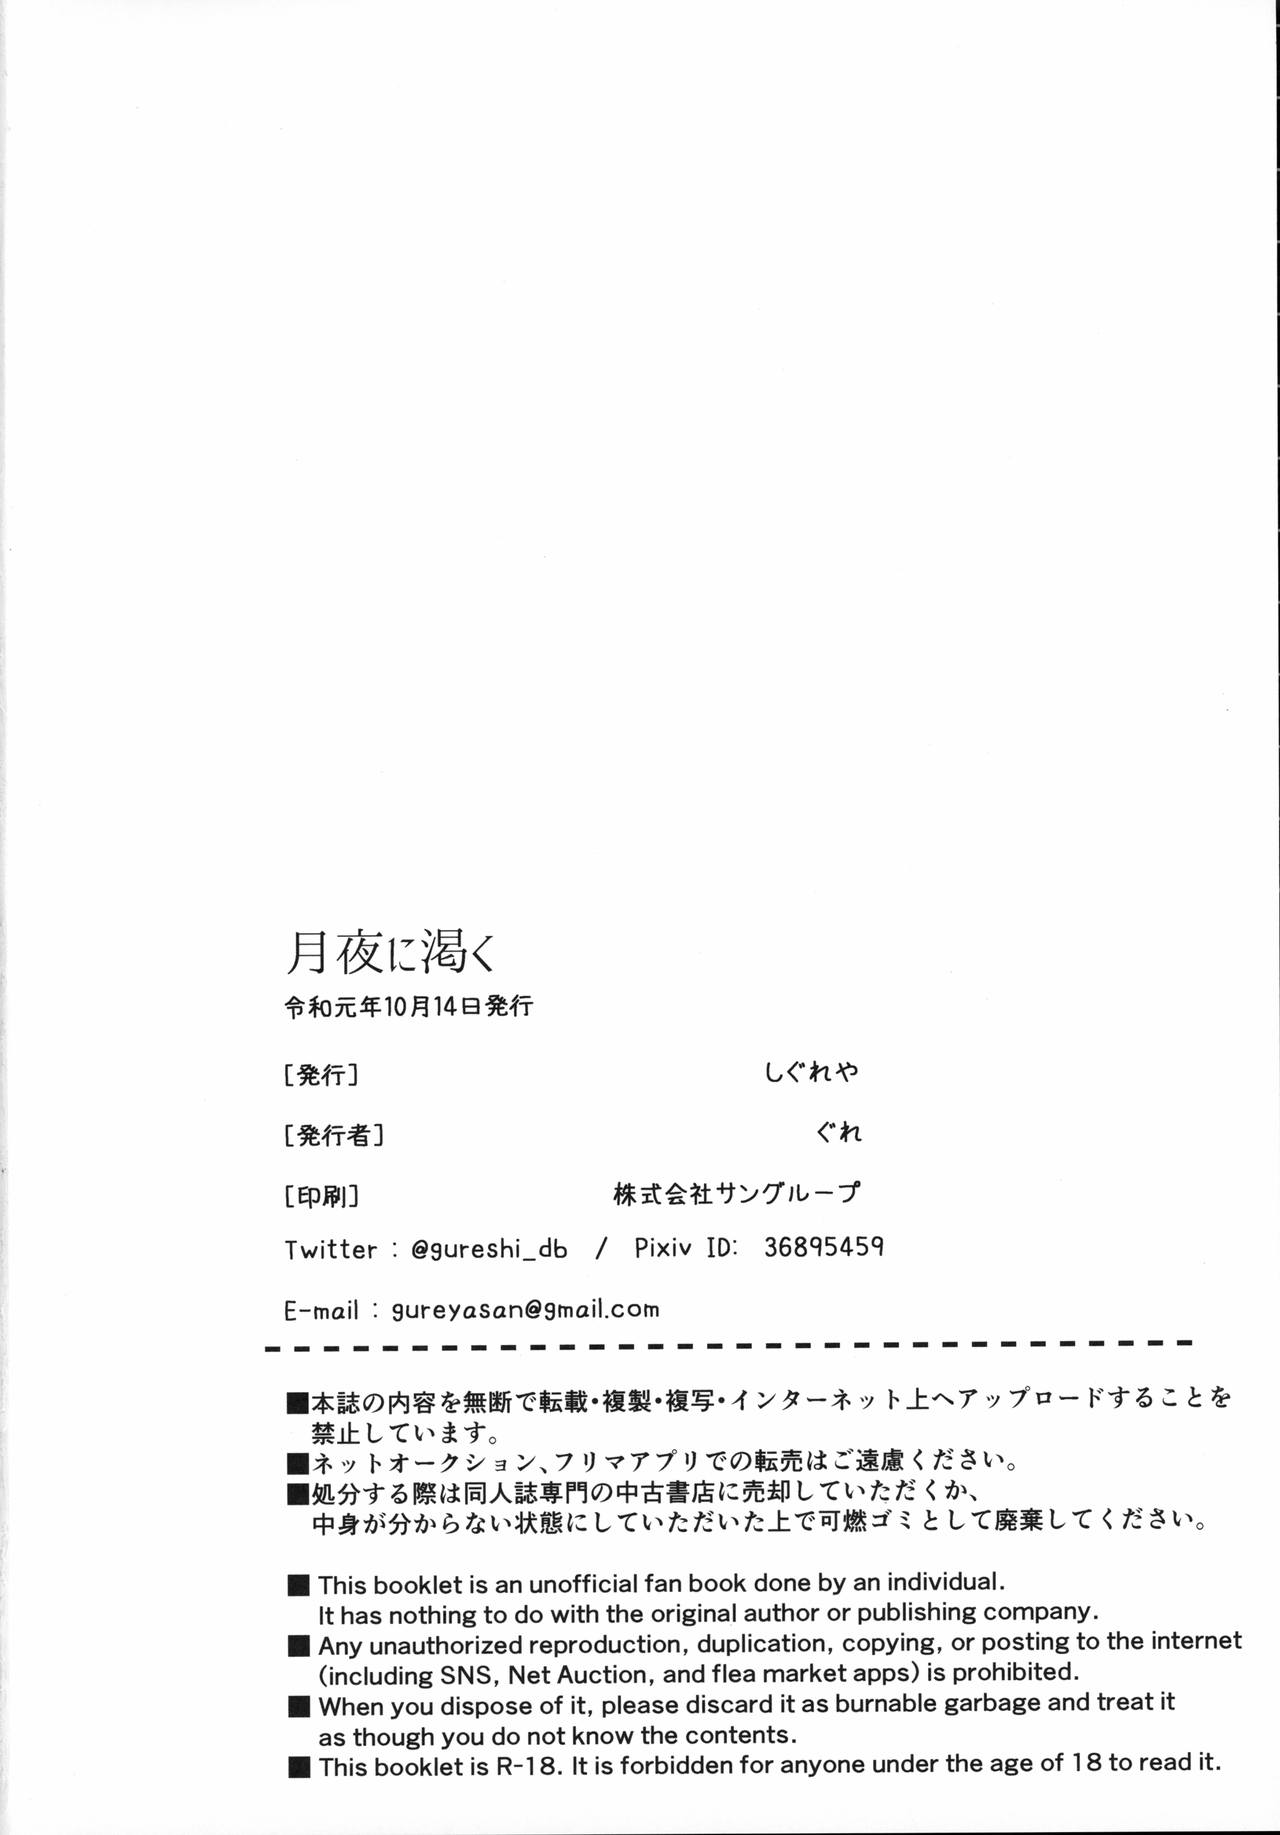 月夜に渇く
令和元年10月14日発行
[発行] しぐれや
[発行者] ぐれ
[印刷] 株式会社サングループ
Twitter : @gureshi_db / Pixiv ID: 36895459
E-mail : gureyasan@gmail.com
■本誌の内容を無断で転載・複製・複写・インターネット上へアップロードすることを
禁止しています。
■ネットオークション、フリマアプリでの転売はご遠慮ください。
■処分する際は同人誌専門の中古書店に売却していただくか、
中身が分からない状態にしていただいた上で可燃ゴミとして廃棄してください。
■ This booklet is an unofficial fan book done by an individual.
It has nothing to do with the original author or publishing company.
■ Any unauthorized reproduction, duplication, copying, or posting to the internet
(including SNS, Net Auction, and flea market apps) is prohibited.
■ When you dispose of it, please discard it as burnable garbage and treat it
as though you do not know the contents.
■ This booklet is R-18. It is forbidden for anyone under the age of 18 to read it.